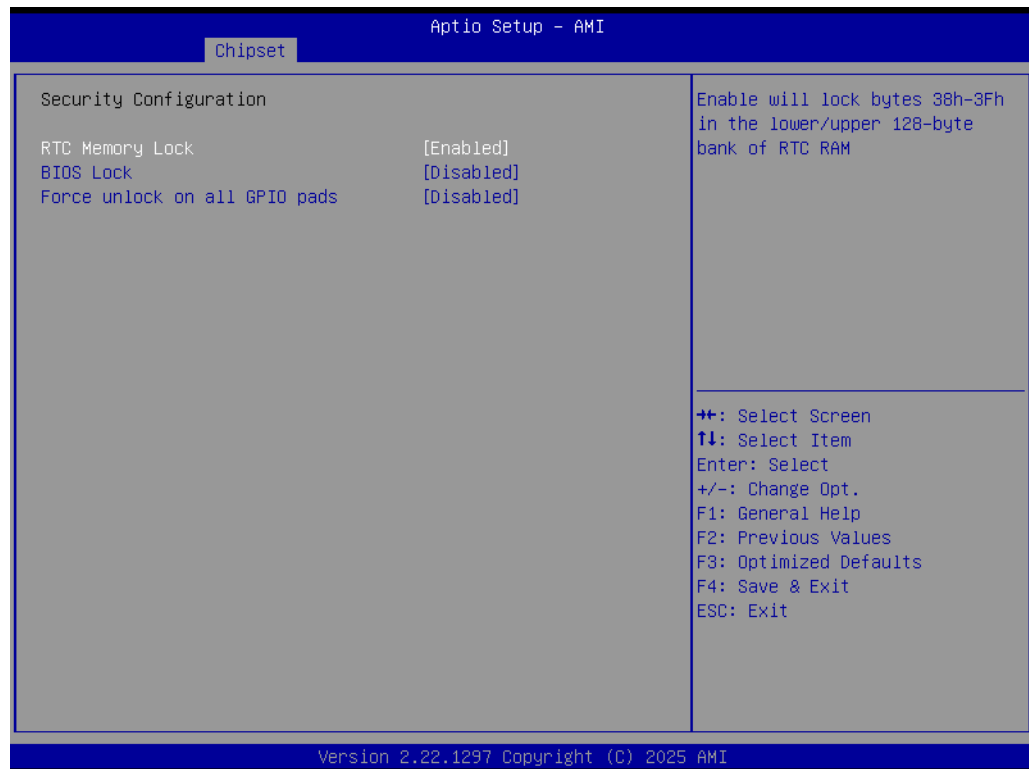 Aptio Setup – AMI
Chipset
Security Configuration
RTC Memory Lock [Enabled]
BIOS Lock [Disabled]
Force unlock on all GPIO pads [Disabled]
Enable will lock bytes 38h-3Fh
in the lower/upper 128-byte
bank of RTC RAM
→←: Select Screen
↑↓: Select Item
Enter: Select
+/-: Change Opt.
F1: General Help
F2: Previous Values
F3: Optimized Defaults
F4: Save & Exit
ESC: Exit
Version 2.22.1297 Copyright (C) 2025 AMI